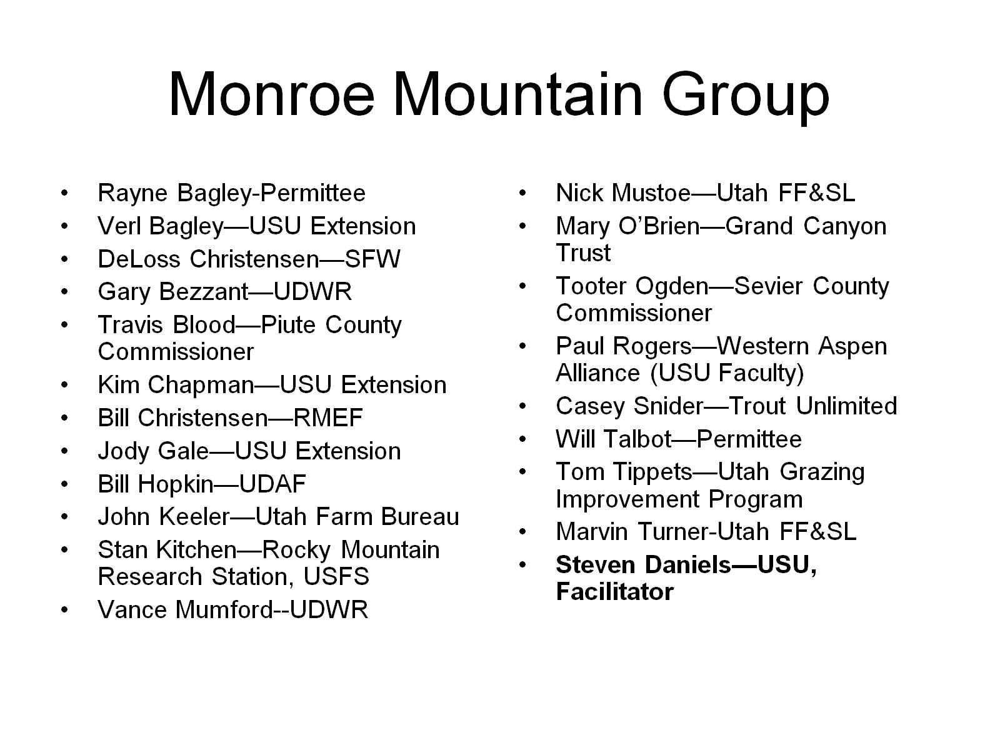 Monroe Mountain Group
• Rayne Bagley-Permittee
• Verl Bagley—USU Extension
• DeLoss Christensen—SFW
• Gary Bezzant—UDWR
• Travis Blood—Piute County
Commissioner
• Kim Chapman—USU Extension
• Bill Christensen—RMEF
• Jody Gale—USU Extension
• Bill Hopkin—UDAF
• John Keeler—Utah Farm Bureau
• Stan Kitchen—Rocky Mountain
Research Station, USFS
• Vance Mumford--UDWR
• Nick Mustoe—Utah FF&SL
• Mary O’Brien—Grand Canyon
Trust
• Tooter Ogden—Sevier County
Commissioner
• Paul Rogers—Western Aspen
Alliance (USU Faculty)
• Casey Snider—Trout Unlimited
• Will Talbot—Permittee
• Tom Tippets—Utah Grazing
Improvement Program
• Marvin Turner-Utah FF&SL
• Steven Daniels—USU,
Facilitator